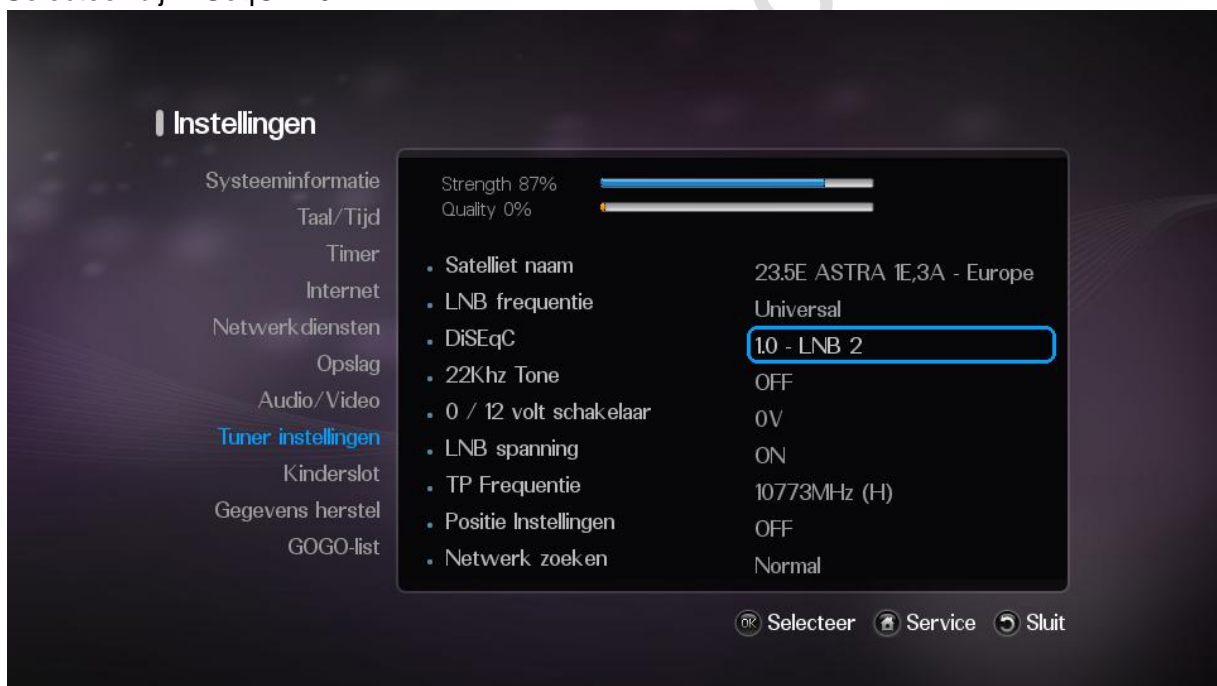 Instellingen
Systeeminformatie
Taal/Tijd
Timer
Internet
Netwerkdiensten
Opslag
Audio/Video
Tuner instellingen
Kinderslot
Gegevens herstel
GOGO-list
Strength 87%
Quality 0%
Satelliet naam 23.5E ASTRA 1E,3A - Europe
LNB frequentie Universal
DiSEqC 1.0 - LNB 2
22Khz Tone OFF
0 / 12 volt schakelaar 0V
LNB spanning ON
TP Frequentie 10773MHz (H)
Positie Instellingen OFF
Netwerk zoeken Normal
OK Selecteer Service Sluit